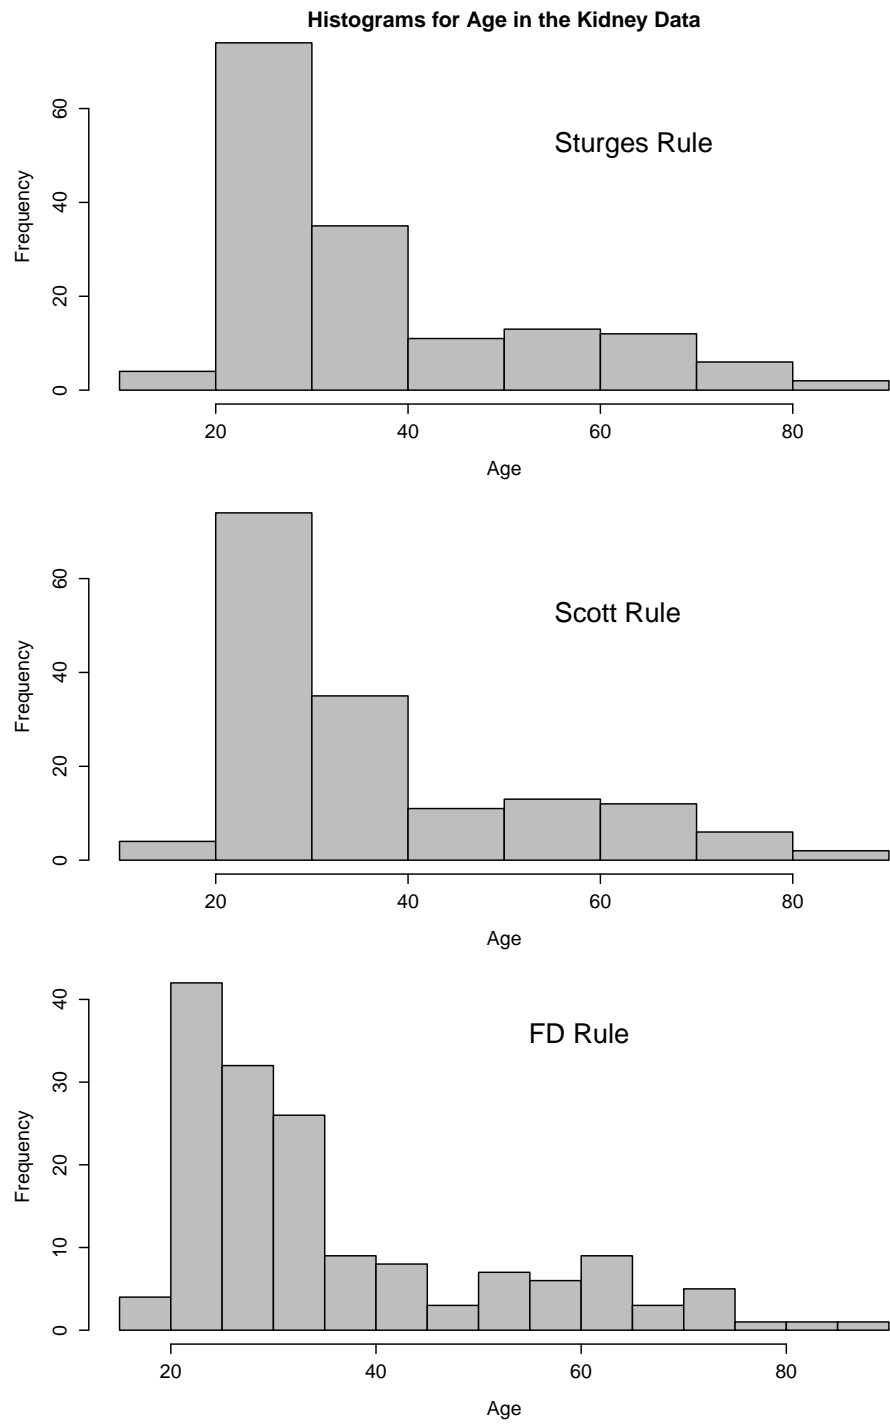 Histograms for Age in the Kidney Data
Sturges Rule
Frequency
0
20
40
60
20 40 60 80
Age
Scott Rule
Frequency
0
20
40
60
20 40 60 80
Age
FD Rule
Frequency
0
10
20
30
40
20 40 60 80
Age